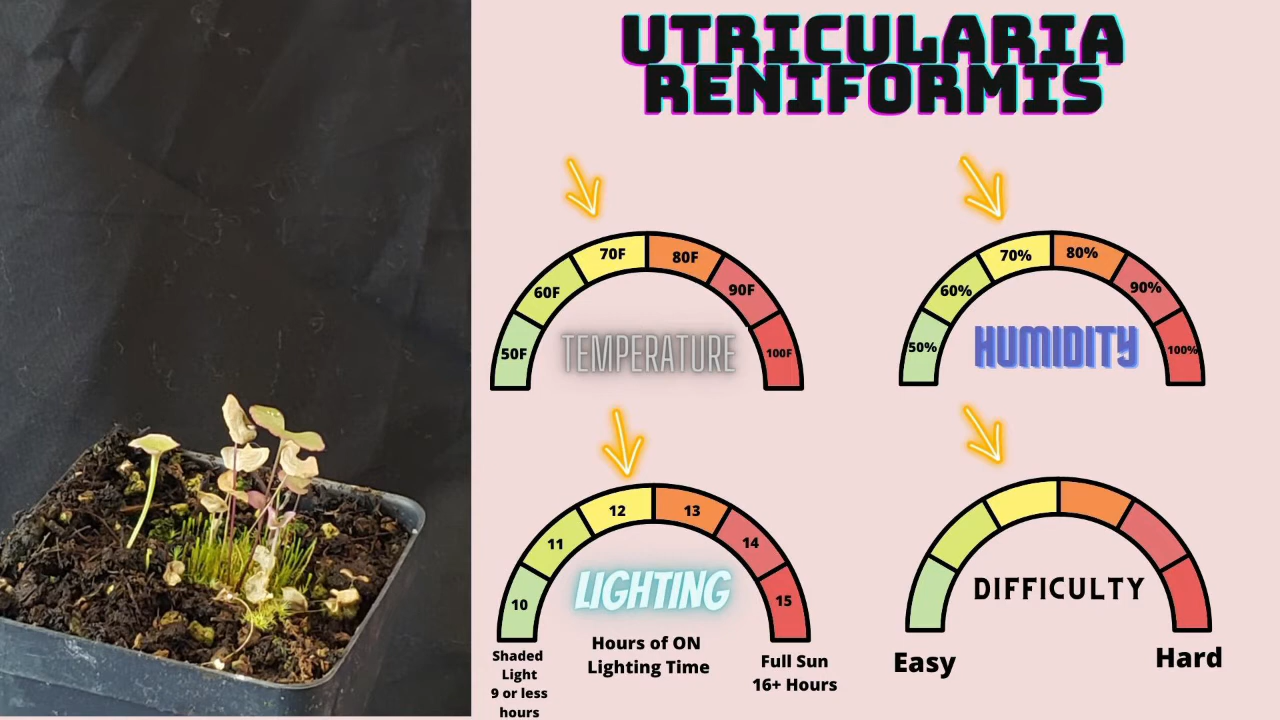 UTRICULARIA
RENIFORMIS
50F
60F
70F
80F
90F
100F
TEMPERATURE
50%
60%
70%
80%
90%
100%
HUMIDITY
10
11
12
13
14
15
LIGHTING
Hours of ON
Lighting Time
Shaded
Light
9 or less
hours
Full Sun
16+ Hours
DIFFICULTY
Easy
Hard